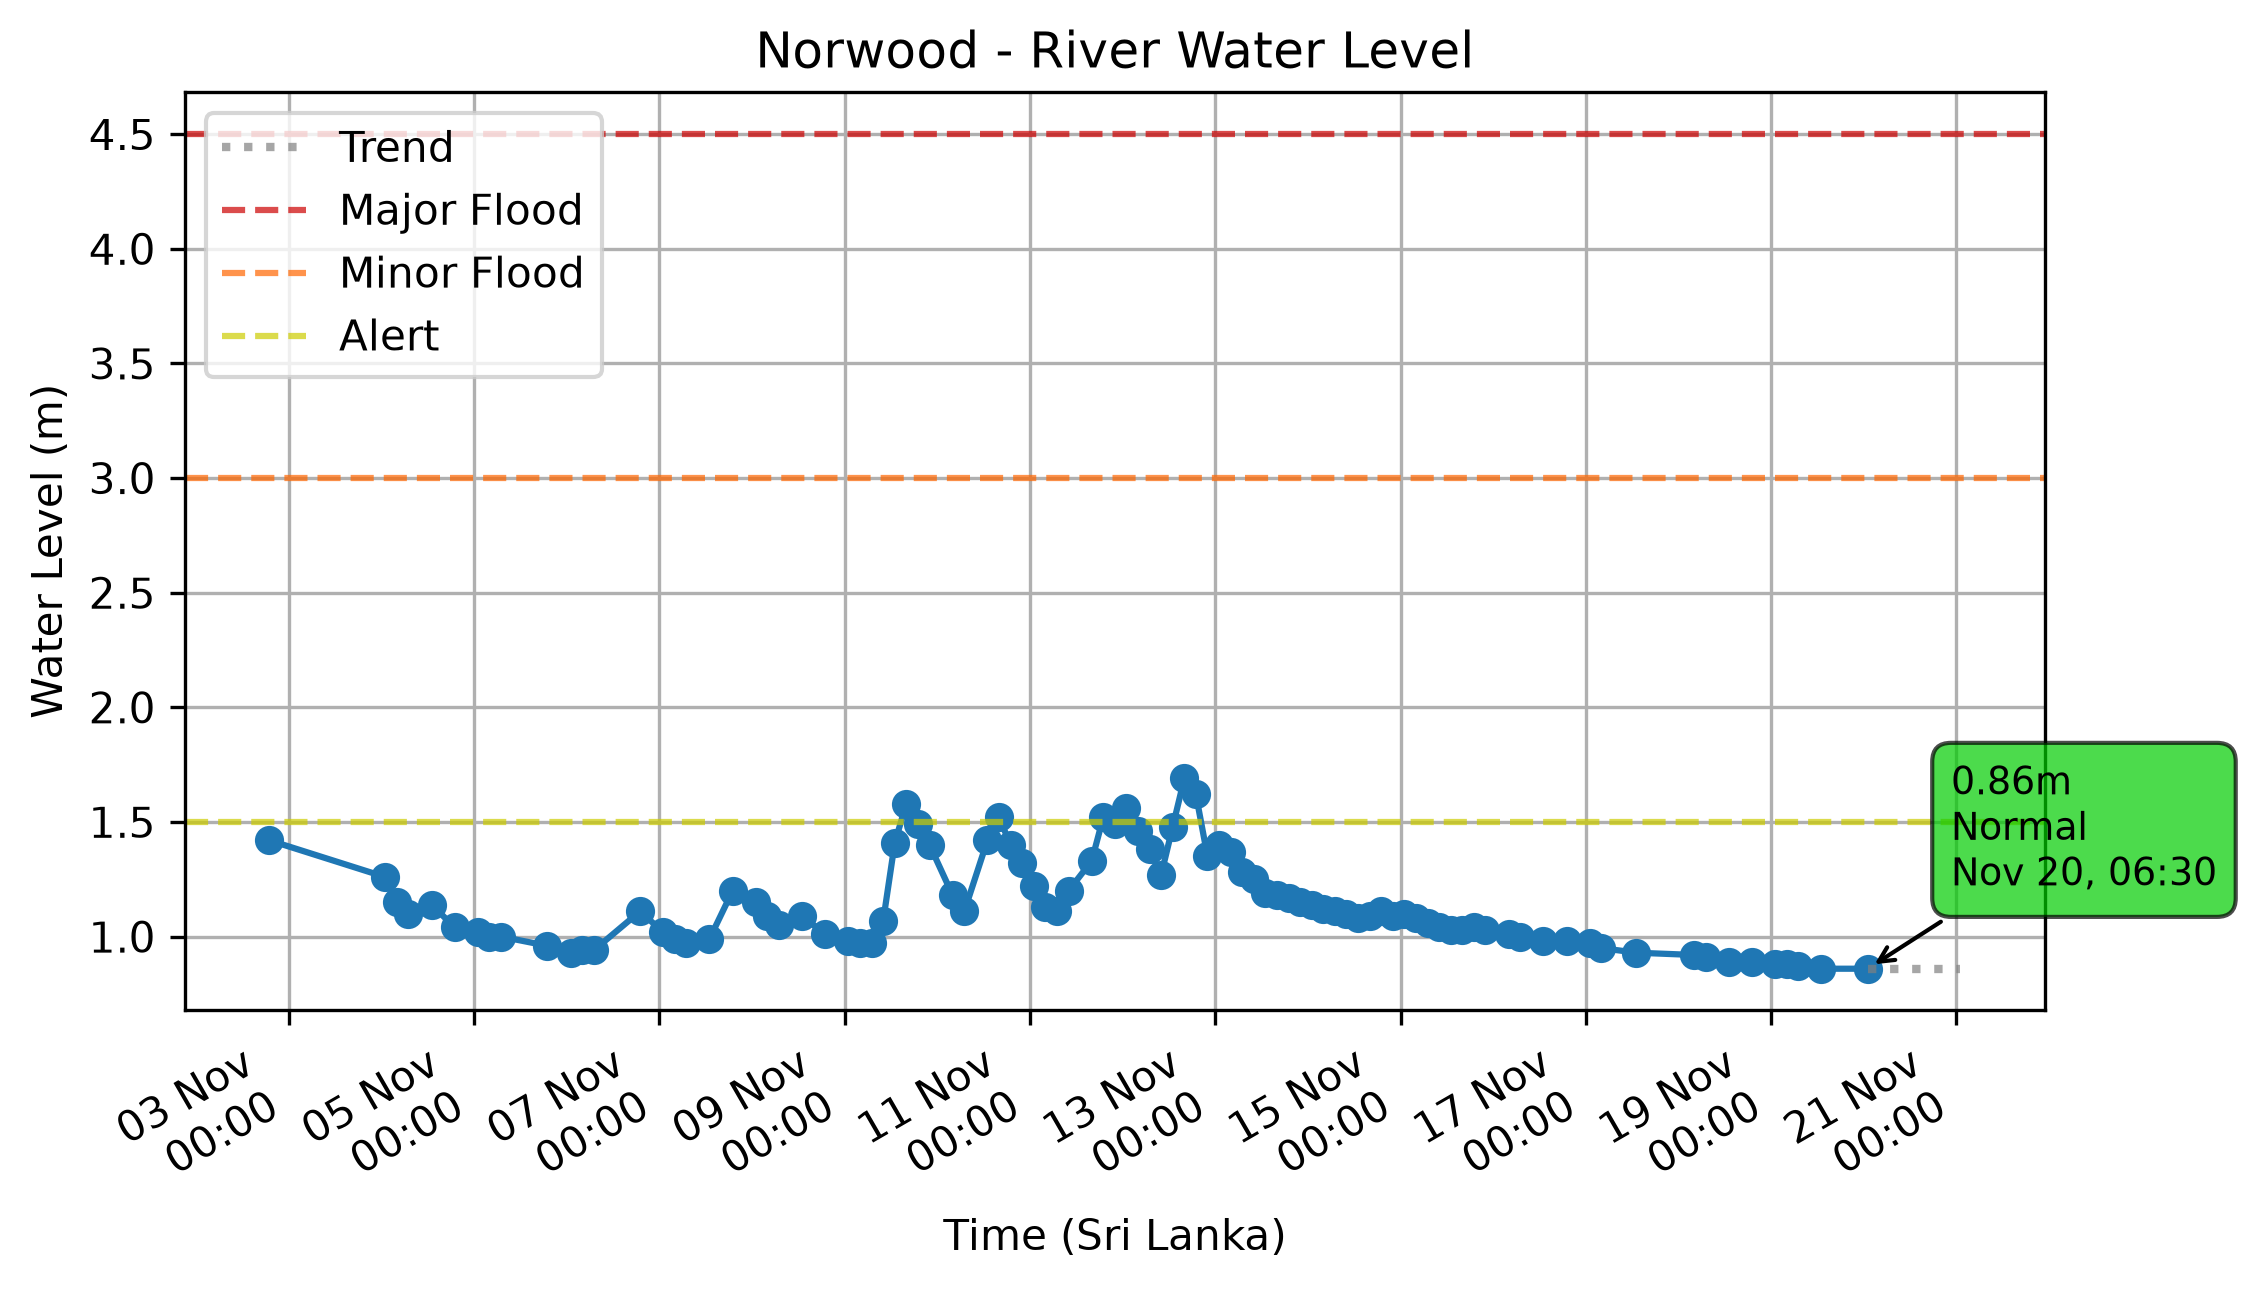 Norwood - River Water Level
Trend
Major Flood
Minor Flood
Alert
4.5
4.0
3.5
3.0
2.5
2.0
1.5
1.0
Water Level (m)
0.86m
Normal
Nov 20, 06:30
03 Nov
00:00
05 Nov
00:00
07 Nov
00:00
09 Nov
00:00
11 Nov
00:00
13 Nov
00:00
15 Nov
00:00
17 Nov
00:00
19 Nov
00:00
21 Nov
00:00
Time (Sri Lanka)